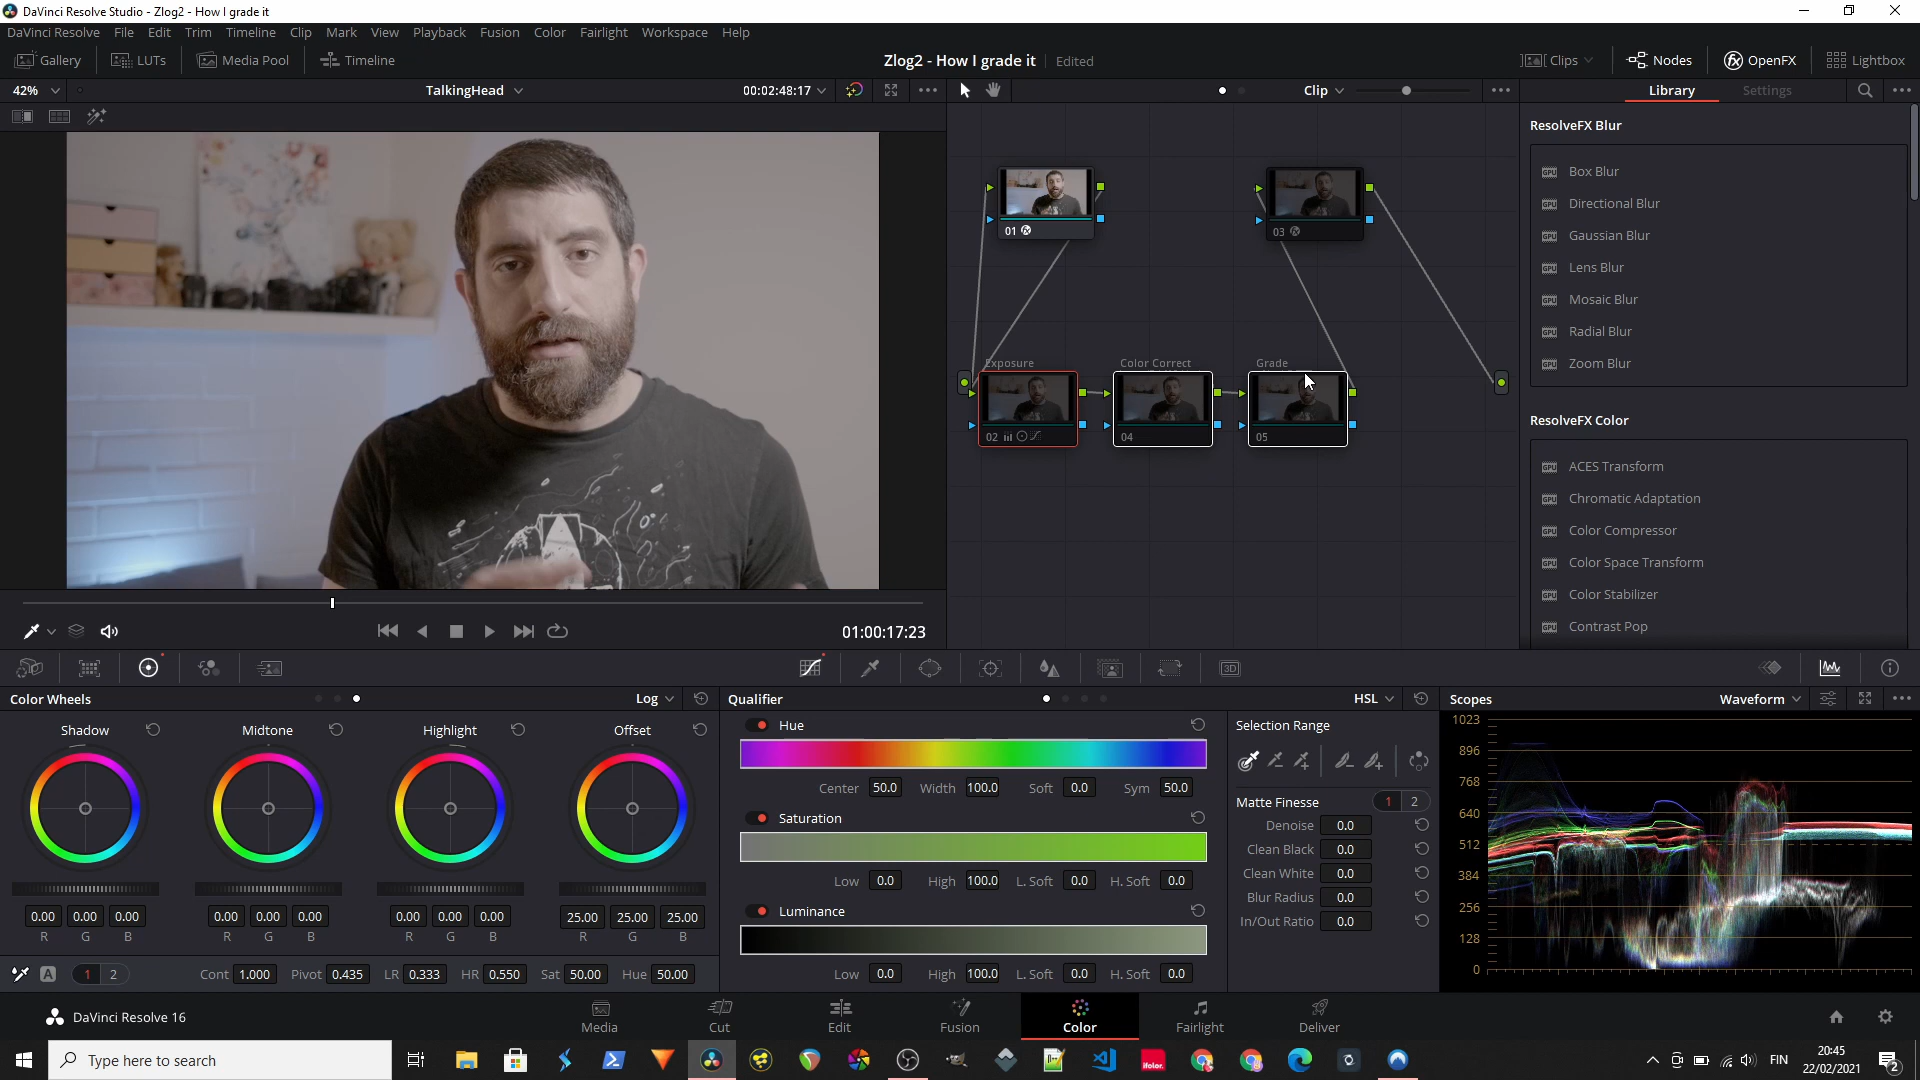 DaVinci Resolve Studio - Zlog2 - How I grade it
DaVinci Resolve File Edit Trim Timeline Clip Mark View Playback Fusion Color Fairlight Workspace Help
Gallery LUTs Media Pool Timeline Zlog2 - How I grade it Edited Clips Nodes OpenFX Lightbox
42% TalkingHead 00:02:48:17 Clip Library Settings
ResolveFX Blur
Box Blur
Directional Blur
Gaussian Blur
Lens Blur
Mosaic Blur
Radial Blur
Zoom Blur
01
03
Exposure Color Correct Grade
02 04 05
ResolveFX Color
ACES Transform
Chromatic Adaptation
Color Compressor
Color Space Transform
Color Stabilizer
Contrast Pop
01:00:17:23
3D
Color Wheels Log
Shadow Midtone Highlight Offset
0.00 0.00 0.00 0.00 0.00 0.00 0.00 0.00 0.00 25.00 25.00 25.00
R G B R G B R G B R G B
A 1 2 Cont 1.000 Pivot 0.435 LR 0.333 HR 0.550 Sat 50.00 Hue 50.00
Qualifier HSL
Hue
Center 50.0 Width 100.0 Soft 0.0 Sym 50.0
Saturation
Low 0.0 High 100.0 L. Soft 0.0 H. Soft 0.0
Luminance
Low 0.0 High 100.0 L. Soft 0.0 H. Soft 0.0
Selection Range
Matte Finesse 1 2
Denoise 0.0
Clean Black 0.0
Clean White 0.0
Blur Radius 0.0
In/Out Ratio 0.0
Scopes Waveform
1023
896
768
640
512
384
256
128
0
DaVinci Resolve 16
Media Cut Edit Fusion Color Fairlight Deliver
Type here to search
ifolor.
FIN
20:45
22/02/2021
2